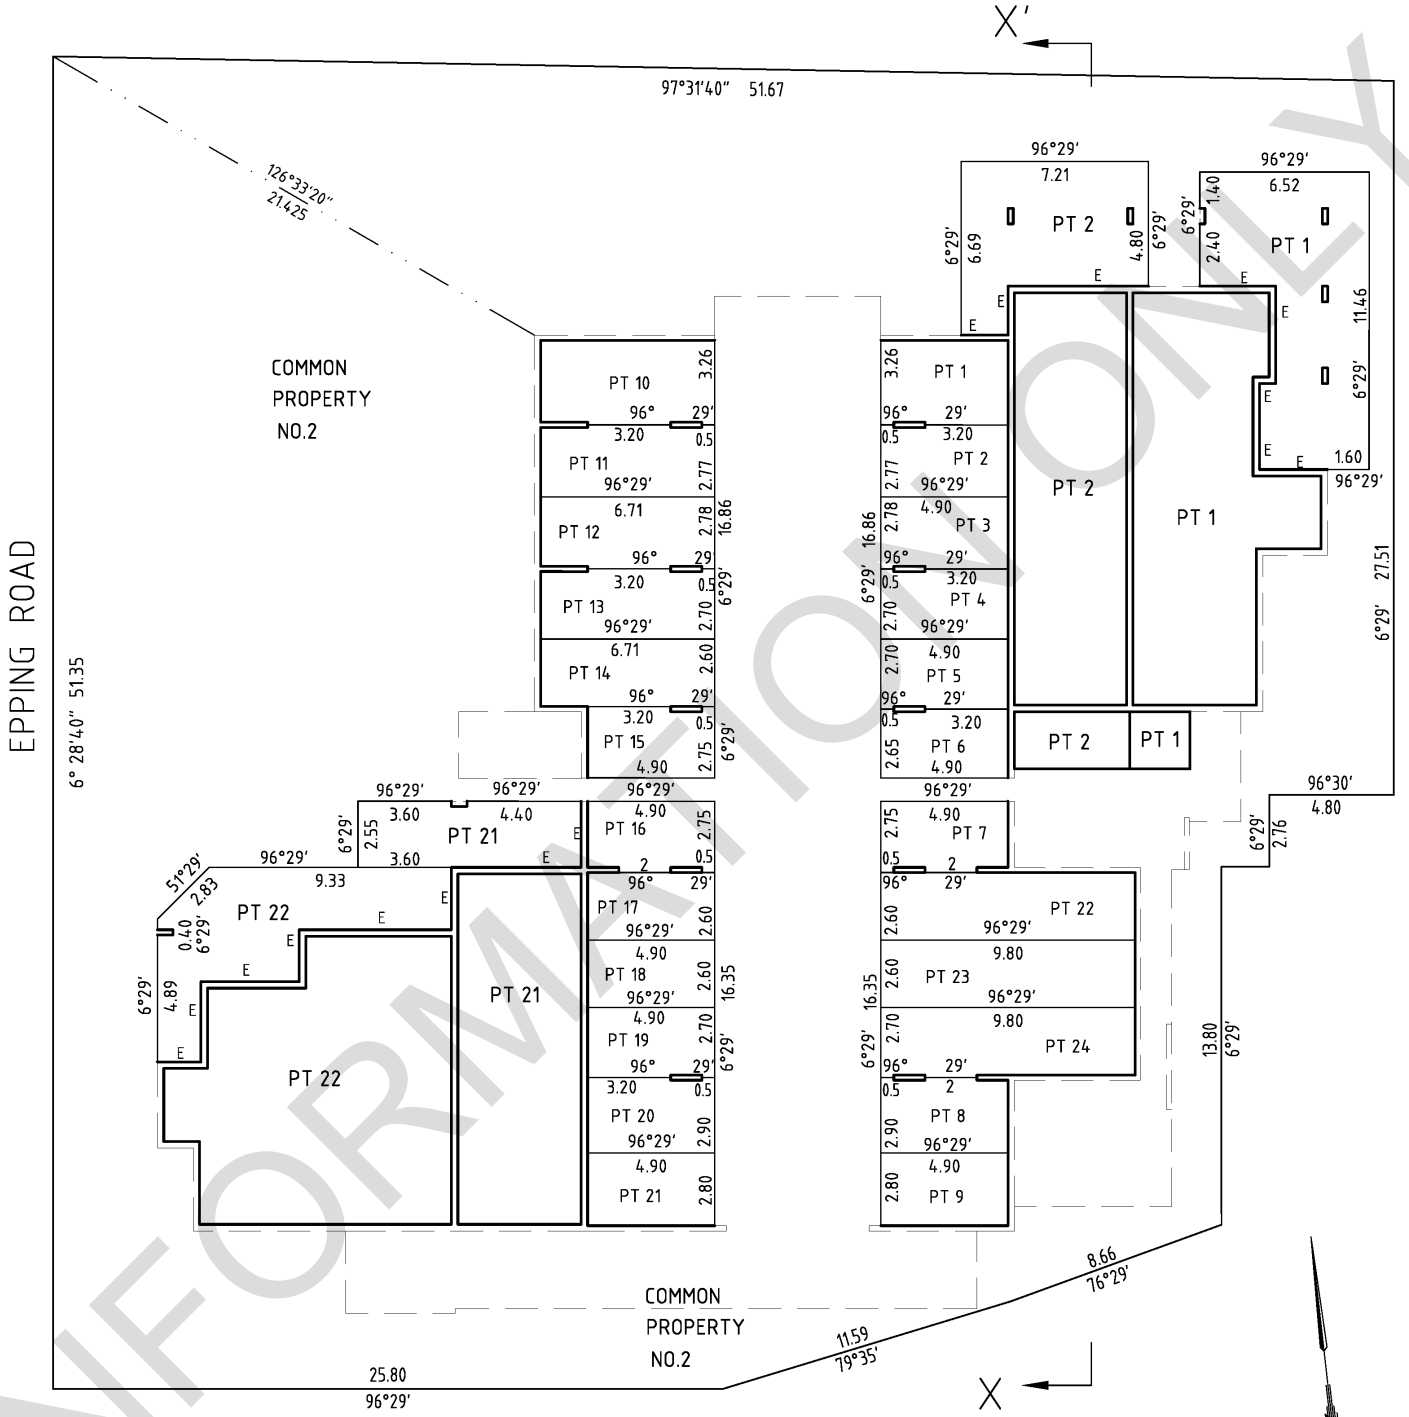 X'
97°31'40" 51.67
126°33'20"
21.425
96°29'
7.21
6°29'
6.69
PT 2
4.80
6°29'
96°29'
6.52
6°29'
1.40
2.40
PT 1
E
E
E
E
E
E
E
E
11.46
6°29'
1.60
96°29'
COMMON
PROPERTY
NO.2
EPPING ROAD
6° 28'40" 51.35
PT 10
3.26
96° 29'
3.20
0.5
PT 11
2.77
96°29'
6.71
PT 12
2.78
16.86
96° 29'
3.20
0.5
6°29'
PT 13
2.70
96°29'
6.71
2.60
PT 14
96° 29'
3.20
0.5
PT 15
2.75
6°29'
4.90
3.26
PT 1
96° 29'
0.5
3.20
2.77
PT 2
96°29'
4.90
2.78
PT 3
16.86
96° 29'
6°29'
0.5
3.20
PT 4
2.70
96°29'
4.90
2.70
PT 5
96° 29'
0.5
3.20
2.65
PT 6
4.90
PT 2
PT 1
PT 2
PT 1
27.51
6°29'
96°30'
4.80
6°29'
2.76
96°29'
96°29'
96°29'
96°29'
3.60
4.40
4.90
4.90
6°29'
2.55
PT 21
E
PT 16
2.75
2.75
PT 7
96°29'
3.60
E
2
0.5
0.5
2
51°29'
2.83
9.33
96° 29'
96° 29'
PT 22
E
E
PT 17
2.60
2.60
PT 22
0.40
6°29'
E
96°29'
96°29'
4.90
9.80
6°29'
4.89
E
E
E
PT 21
PT 18
2.60
16.35
16.35
2.60
PT 23
96°29'
96°29'
4.90
9.80
PT 19
2.70
6°29'
6°29'
2.70
PT 24
PT 22
96° 29'
96° 29'
3.20
0.5
0.5
2
PT 20
2.90
2.90
PT 8
96°29'
96°29'
4.90
4.90
PT 21
2.80
2.80
PT 9
13.80
6°29'
8.66
76°29'
COMMON
PROPERTY
NO.2
11.59
79°35'
25.80
96°29'
X
INFORMATION ONLY